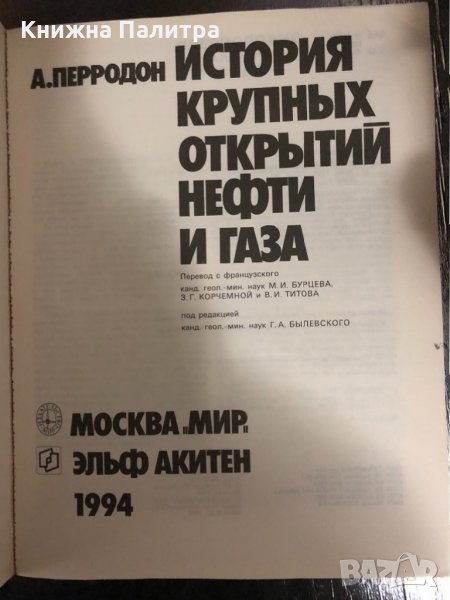 Книжна Палитра
А.ПЕРРОДОН ИСТОРИЯ
КРУПНЫХ
ОТКРЫТИЙ
НЕФТИ
И ГАЗА
Перевод с французского
канд. геол.-мин. наук М.И. БУРЦЕВА,
З.Г. КОРЧЕМНОЙ и В.И. ТИТОВА
под редакцией
канд. геол.-мин. наук Г.А. БЫЛЕВСКОГО
МОСКВА „МИР"
ЭЛЬФ АКИТЕН
1994
BAZAR